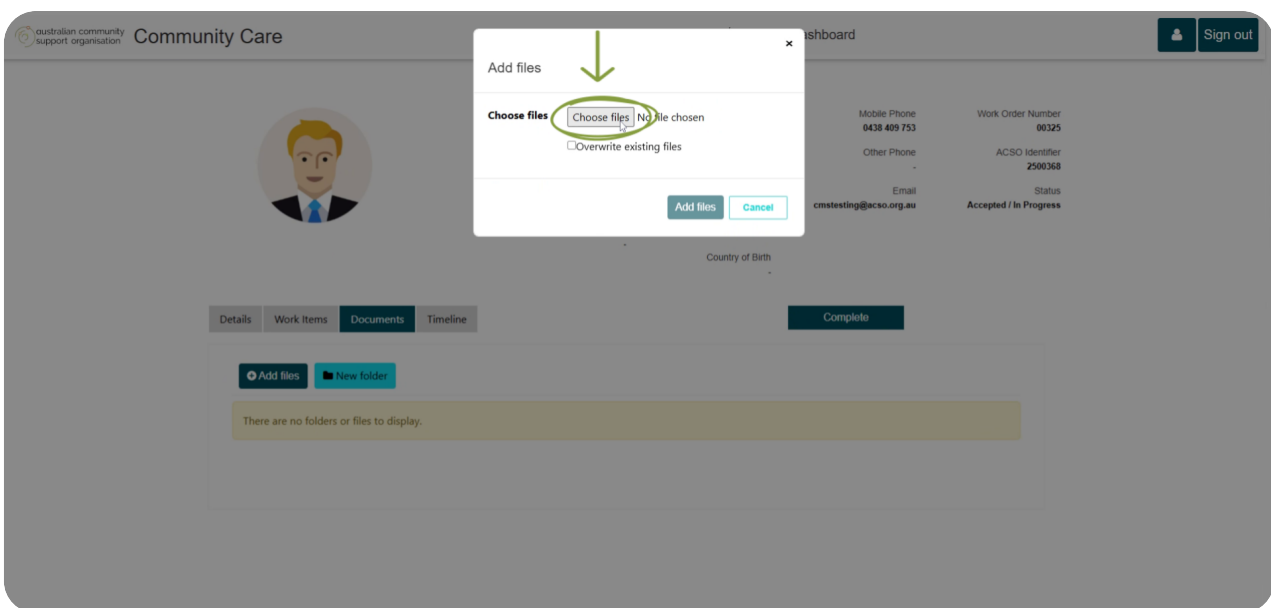 australian community
support organisation
Community Care
shboard
Sign out
×
Add files
Choose files
Choose files No file chosen
Overwrite existing files
Add files
Cancel
Mobile Phone
0438 409 753
Other Phone
-
Email
cmstesting@acso.org.au
Work Order Number
00325
ACSO Identifier
2500368
Status
Accepted / In Progress
-
Country of Birth
-
Details
Work Items
Documents
Timeline
Complete
Add files
New folder
There are no folders or files to display.